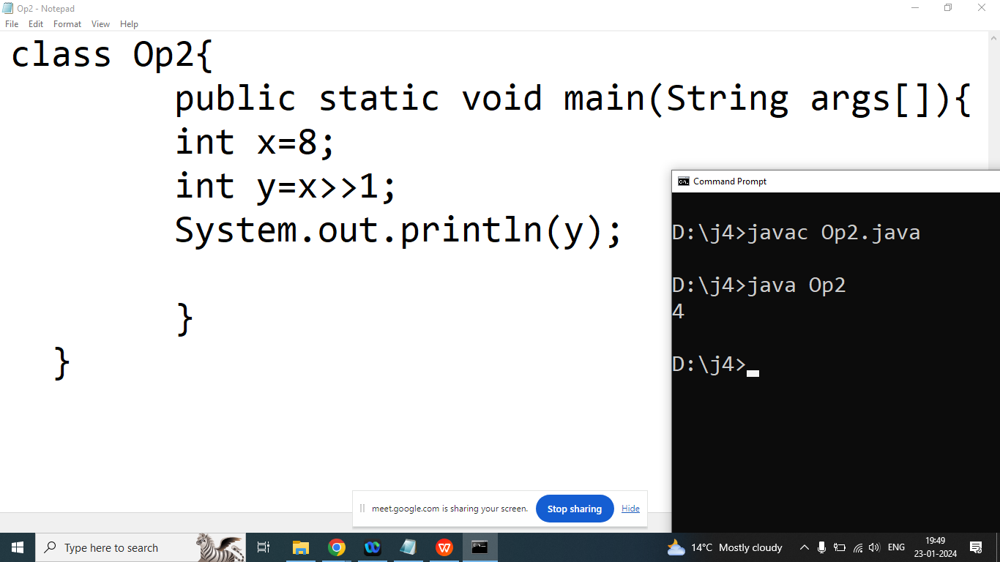 Op2 - Notepad
File Edit Format View Help
class Op2{
public static void main(String args[]){
int x=8;
int y=x>>1;
System.out.println(y);
}
}
Command Prompt
D:\j4>javac Op2.java
D:\j4>java Op2
4
D:\j4>
meet.google.com is sharing your screen. Stop sharing Hide
Type here to search
14°C Mostly cloudy
ENG
19:49
23-01-2024